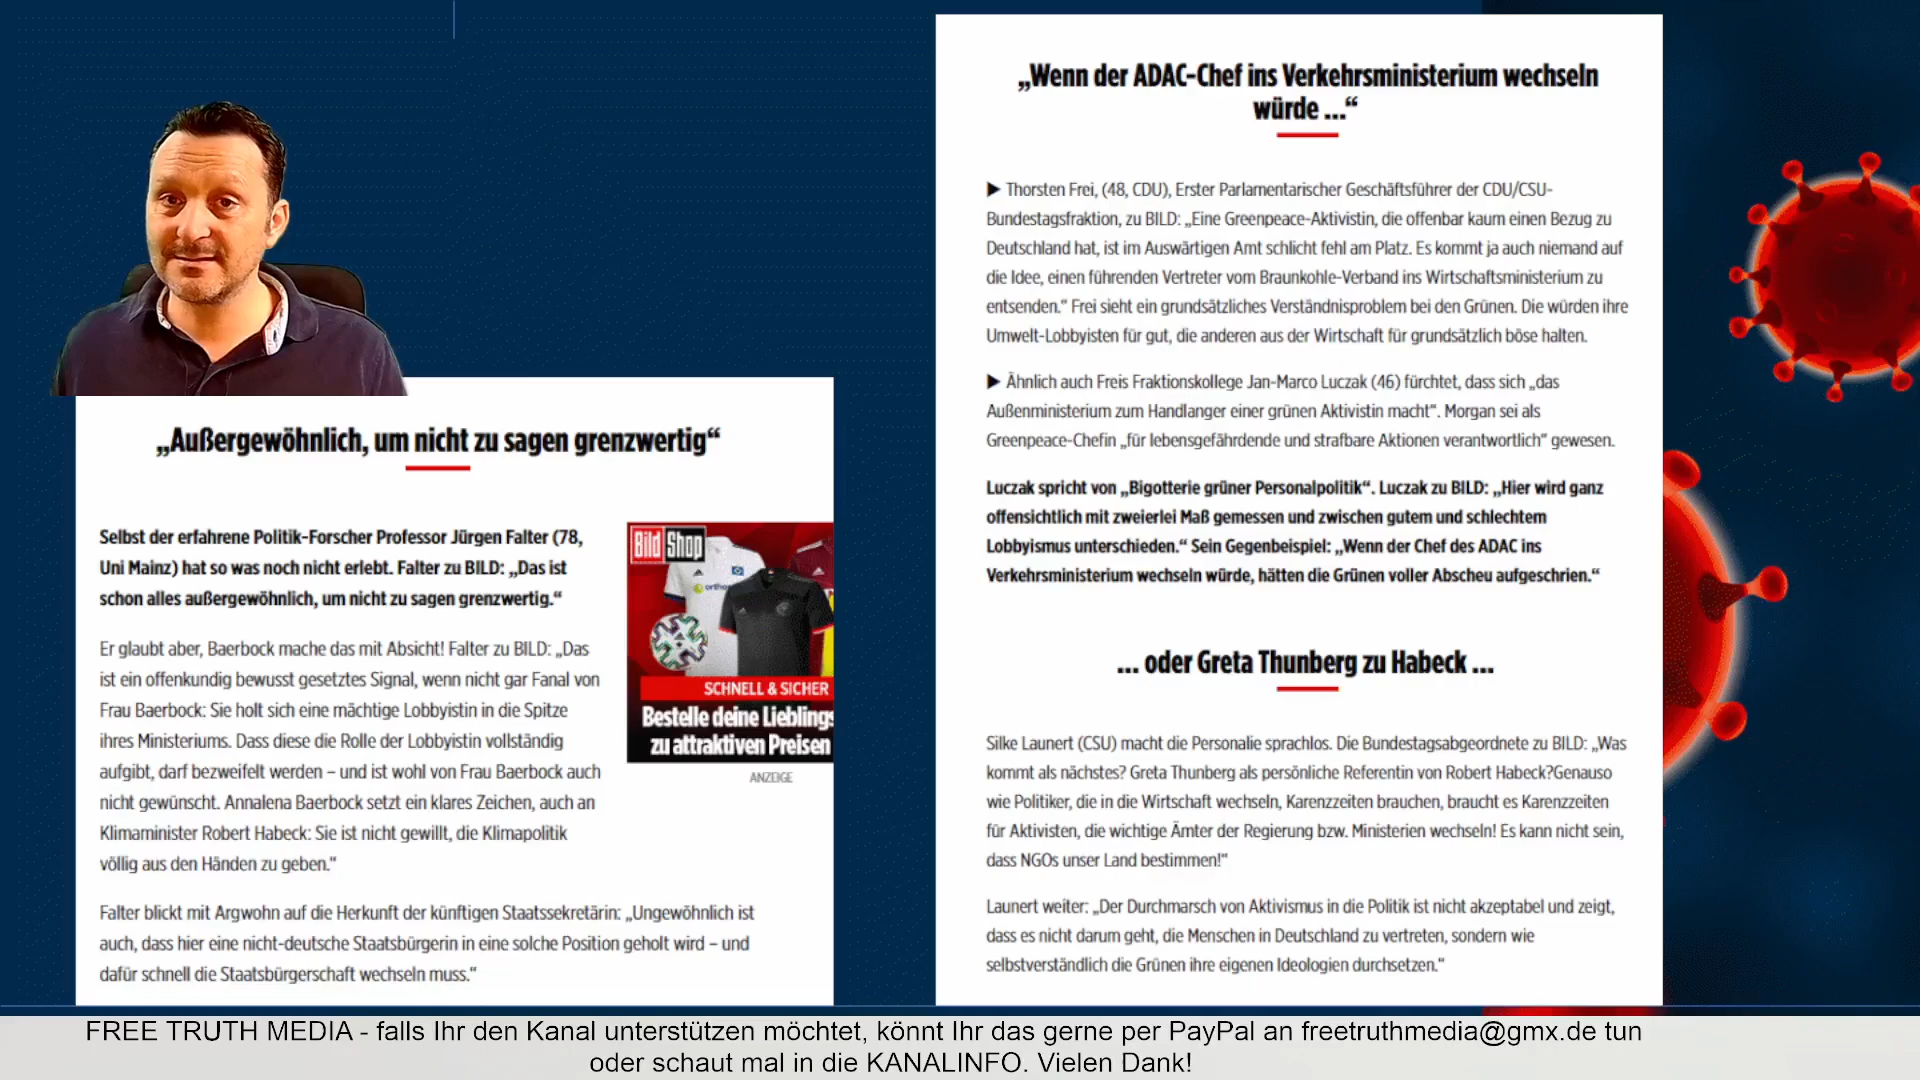 „Außergewöhnlich, um nicht zu sagen grenzwertig“
Selbst der erfahrene Politik-Forscher Professor Jürgen Falter (78,
Uni Mainz) hat so was noch nicht erlebt. Falter zu BILD: „Das ist
schon alles außergewöhnlich, um nicht zu sagen grenzwertig.“
Er glaubt aber, Baerbock mache das mit Absicht! Falter zu BILD: „Das
ist ein offenkundig bewusst gesetztes Signal, wenn nicht gar Fanal von
Frau Baerbock: Sie holt sich eine mächtige Lobbyistin in die Spitze
ihres Ministeriums. Dass diese die Rolle der Lobbyistin vollständig
aufgibt, darf bezweifelt werden – und ist wohl von Frau Baerbock auch
nicht gewünscht. Annalena Baerbock setzt ein klares Zeichen, auch an
Klimaminister Robert Habeck: Sie ist nicht gewillt, die Klimapolitik
völlig aus den Händen zu geben.“
Falter blickt mit Argwohn auf die Herkunft der künftigen Staatssekretärin: „Ungewöhnlich ist
auch, dass hier eine nicht-deutsche Staatsbürgerin in eine solche Position geholt wird – und
dafür schnell die Staatsbürgerschaft wechseln muss.“
Bild Shop
SCHNELL & SICHER
Bestelle deine Lieblings
zu attraktiven Preisen
ANZEIGE
„Wenn der ADAC-Chef ins Verkehrsministerium wechseln
würde ...“
▶ Thorsten Frei, (48, CDU), Erster Parlamentarischer Geschäftsführer der CDU/CSU-
Bundestagsfraktion, zu BILD: „Eine Greenpeace-Aktivistin, die offenbar kaum einen Bezug zu
Deutschland hat, ist im Auswärtigen Amt schlicht fehl am Platz. Es kommt ja auch niemand auf
die Idee, einen führenden Vertreter vom Braunkohle-Verband ins Wirtschaftsministerium zu
entsenden.“ Frei sieht ein grundsätzliches Verständnisproblem bei den Grünen. Die würden ihre
Umwelt-Lobbyisten für gut, die anderen aus der Wirtschaft für grundsätzlich böse halten.
▶ Ähnlich auch Freis Fraktionskollege Jan-Marco Luczak (46) fürchtet, dass sich „das
Außenministerium zum Handlanger einer grünen Aktivistin macht“. Morgan sei als
Greenpeace-Chefin „für lebensgefährdende und strafbare Aktionen verantwortlich“ gewesen.
Luczak spricht von „Bigotterie grüner Personalpolitik“. Luczak zu BILD: „Hier wird ganz
offensichtlich mit zweierlei Maß gemessen und zwischen gutem und schlechtem
Lobbyismus unterschieden.“ Sein Gegenbeispiel: „Wenn der Chef des ADAC ins
Verkehrsministerium wechseln würde, hätten die Grünen voller Abscheu aufgeschrien.“
... oder Greta Thunberg zu Habeck ...
Silke Launert (CSU) macht die Personalie sprachlos. Die Bundestagsabgeordnete zu BILD: „Was
kommt als nächstes? Greta Thunberg als persönliche Referentin von Robert Habeck?Genauso
wie Politiker, die in die Wirtschaft wechseln, Karenzzeiten brauchen, braucht es Karenzzeiten
für Aktivisten, die wichtige Ämter der Regierung bzw. Ministerien wechseln! Es kann nicht sein,
dass NGOs unser Land bestimmen!“
Launert weiter: „Der Durchmarsch von Aktivismus in die Politik ist nicht akzeptabel und zeigt,
dass es nicht darum geht, die Menschen in Deutschland zu vertreten, sondern wie
selbstverständlich die Grünen ihre eigenen Ideologien durchsetzen.“
FREE TRUTH MEDIA - falls Ihr den Kanal unterstützen möchtet, könnt Ihr das gerne per PayPal an freetruthmedia@gmx.de tun
oder schaut mal in die KANALINFO. Vielen Dank!